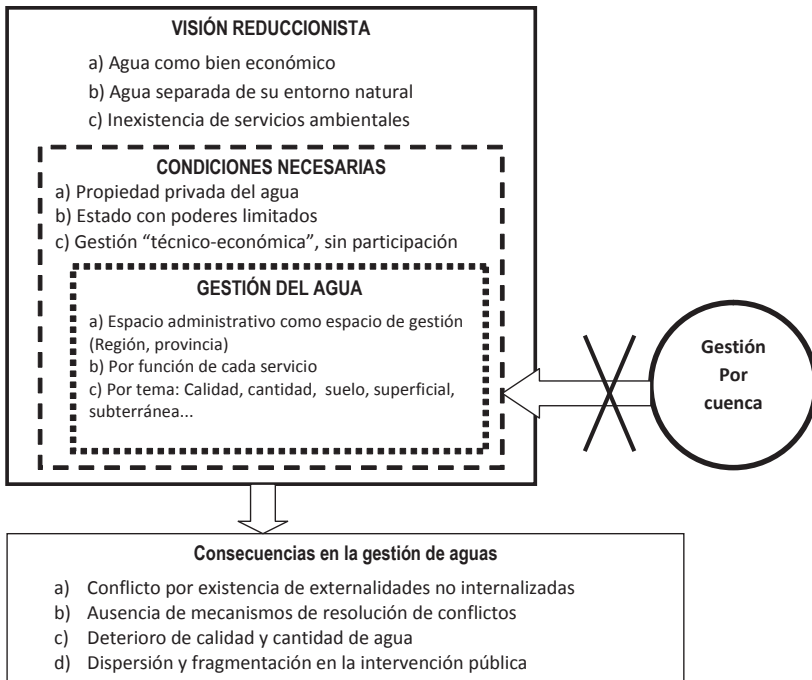 VISIÓN REDUCCIONISTA
a) Agua como bien económico
b) Agua separada de su entorno natural
c) Inexistencia de servicios ambientales
CONDICIONES NECESARIAS
a) Propiedad privada del agua
b) Estado con poderes limitados
c) Gestión “técnico-económica”, sin participación
GESTIÓN DEL AGUA
a) Espacio administrativo como espacio de gestión
(Región, provincia)
b) Por función de cada servicio
c) Por tema: Calidad, cantidad, suelo, superficial,
subterránea...
Gestión
Por
cuenca
Consecuencias en la gestión de aguas
a) Conflicto por existencia de externalidades no internalizadas
b) Ausencia de mecanismos de resolución de conflictos
c) Deterioro de calidad y cantidad de agua
d) Dispersión y fragmentación en la intervención pública